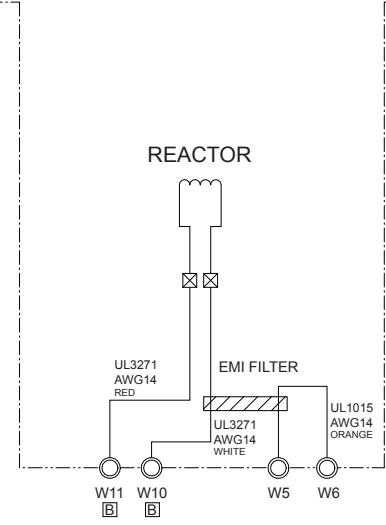 REACTOR
EMI FILTER
UL3271
AWG14
RED
UL3271
AWG14
WHITE
UL1015
AWG14
ORANGE
W11
W10
W5
W6
B
B